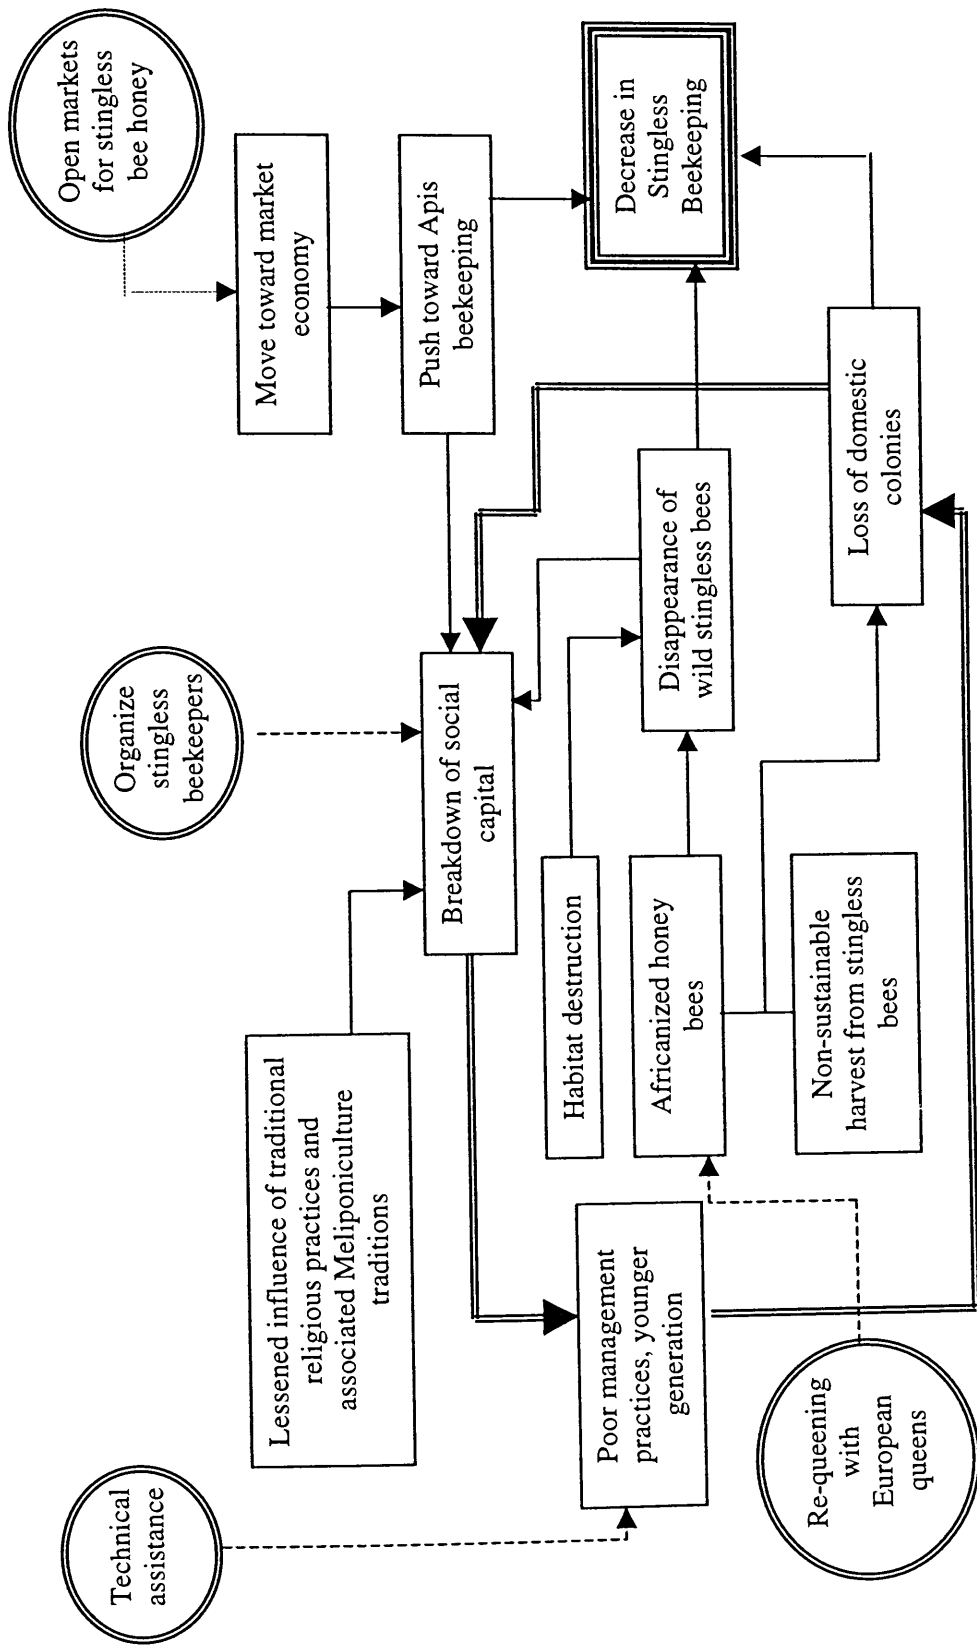 Technical
assistance
Organize
stingless
beekeepers
Open markets
for stingless
bee honey
Lessened influence of traditional
religious practices and
associated Meliponiculture
traditions
Move toward market
economy
Breakdown of social
capital
Push toward Apis
beekeeping
Poor management
practices, younger
generation
Habitat destruction
Africanized honey
bees
Disappearance of
wild stingless bees
Decrease in
Stingless
Beekeeping
Re-queening
with
European
queens
Non-sustainable
harvest from stingless
bees
Loss of domestic
colonies